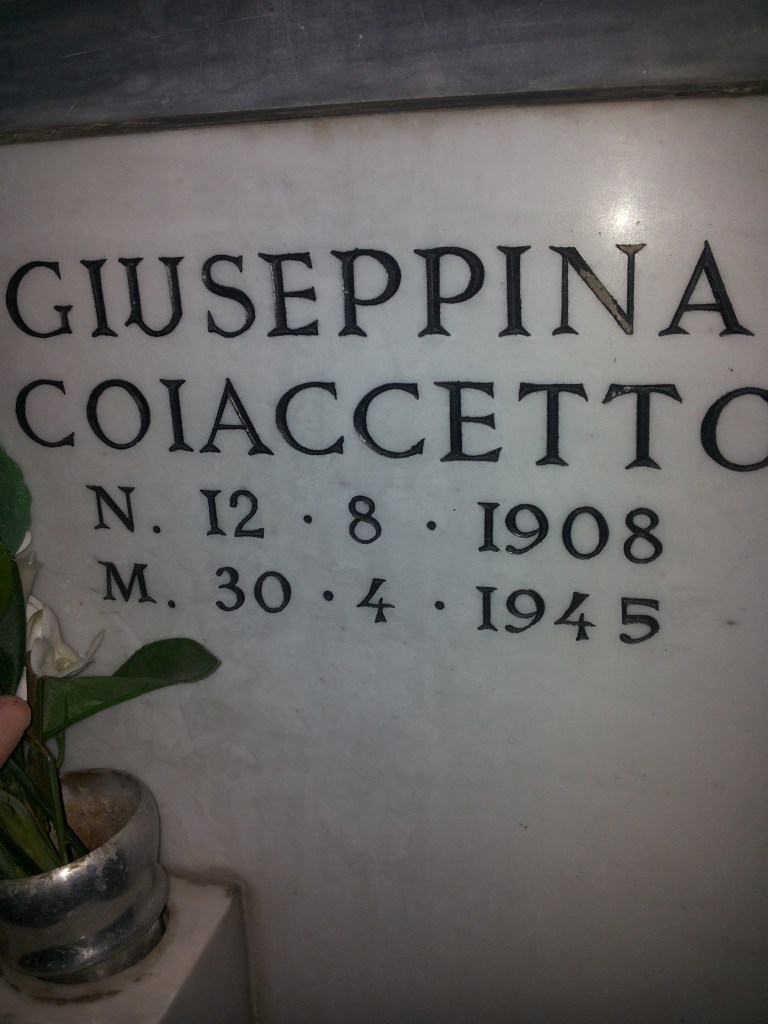 GIUSEPPINA
COIACCETTO
N. 12 · 8 · 1908
M. 30 · 4 · 1945